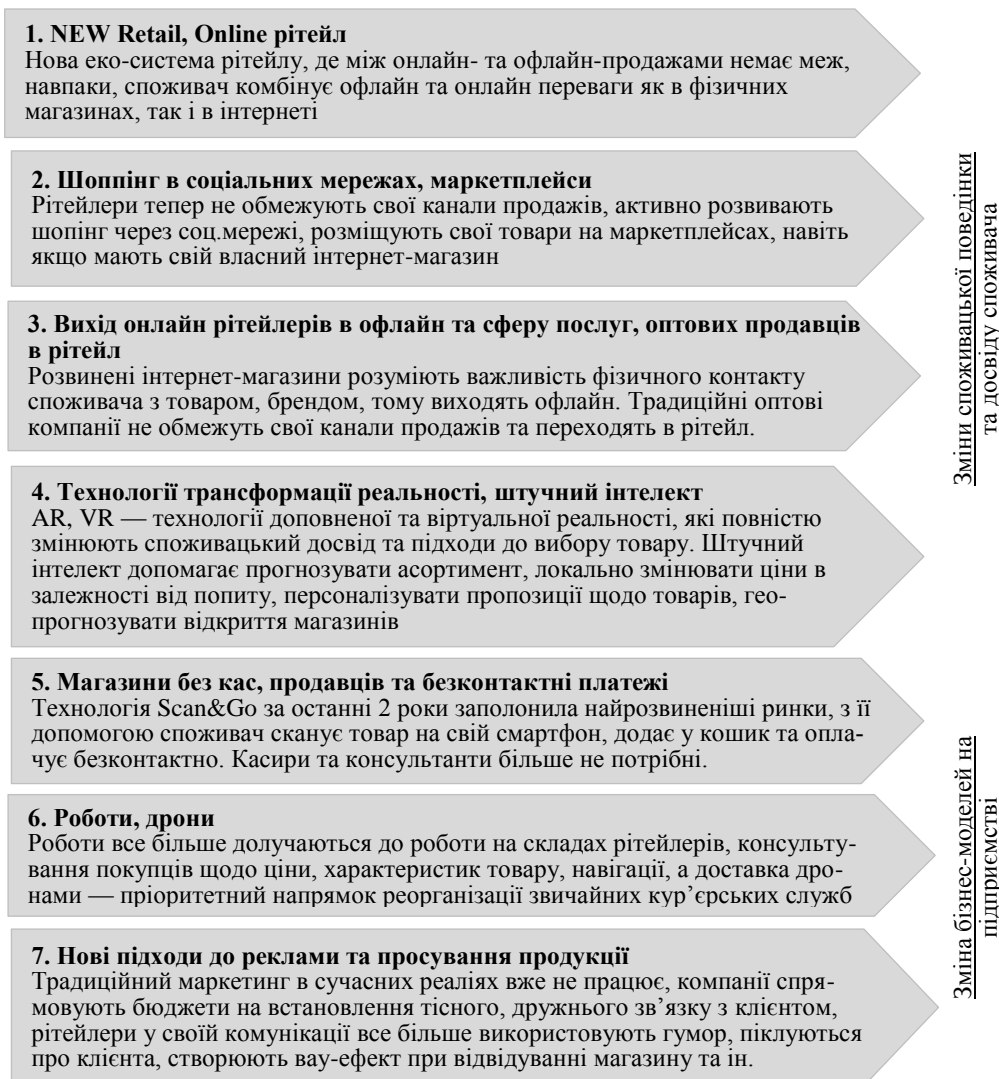 1. NEW Retail, Online рітейл
Нова еко-система рітейлу, де між онлайн- та офлайн-продажами немає меж,
навпаки, споживач комбінує офлайн та онлайн переваги як в фізичних
магазинах, так і в інтернеті
2. Шоппінг в соціальних мережах, маркетплейси
Рітейлери тепер не обмежують свої канали продажів, активно розвивають
шопінг через соц.мережі, розміщують свої товари на маркетплейсах, навіть
якщо мають свій власний інтернет-магазин
3. Вихід онлайн рітейлерів в офлайн та сферу послуг, оптових продавців
в рітейл
Розвинені інтернет-магазини розуміють важливість фізичного контакту
споживача з товаром, брендом, тому виходять офлайн. Традиційні оптові
компанії не обмежуть свої канали продажів та переходять в рітейл.
4. Технології трансформації реальності, штучний інтелект
AR, VR — технології доповненої та віртуальної реальності, які повністю
змінюють споживацький досвід та підходи до вибору товару. Штучний
інтелект допомагає прогнозувати асортимент, локально змінювати ціни в
залежності від попиту, персоналізувати пропозиції щодо товарів, гео-
прогнозувати відкриття магазинів
5. Магазини без кас, продавців та безконтактні платежі
Технологія Scan&Go за останні 2 роки заполонила найрозвиненіші ринки, з її
допомогою споживач сканує товар на свій смартфон, додає у кошик та опла-
чує безконтактно. Касири та консультанти більше не потрібні.
6. Роботи, дрони
Роботи все більше долучаються до роботи на складах рітейлерів, консульту-
вання покупців щодо ціни, характеристик товару, навігації, а доставка дро-
нами — пріоритетний напрямок реорганізації звичайних кур’єрських служб
7. Нові підходи до реклами та просування продукції
Традиційний маркетинг в сучасних реаліях вже не працює, компанії спря-
мовують бюджети на встановлення тісного, дружнього зв’язку з клієнтом,
рітейлери у своїй комунікації все більше використовують гумор, піклуються
про клієнта, створюють вау-ефект при відвідуванні магазину та ін.
Зміни споживацької поведінки
та досвіду споживача
Зміна бізнес-моделей на
підприємстві